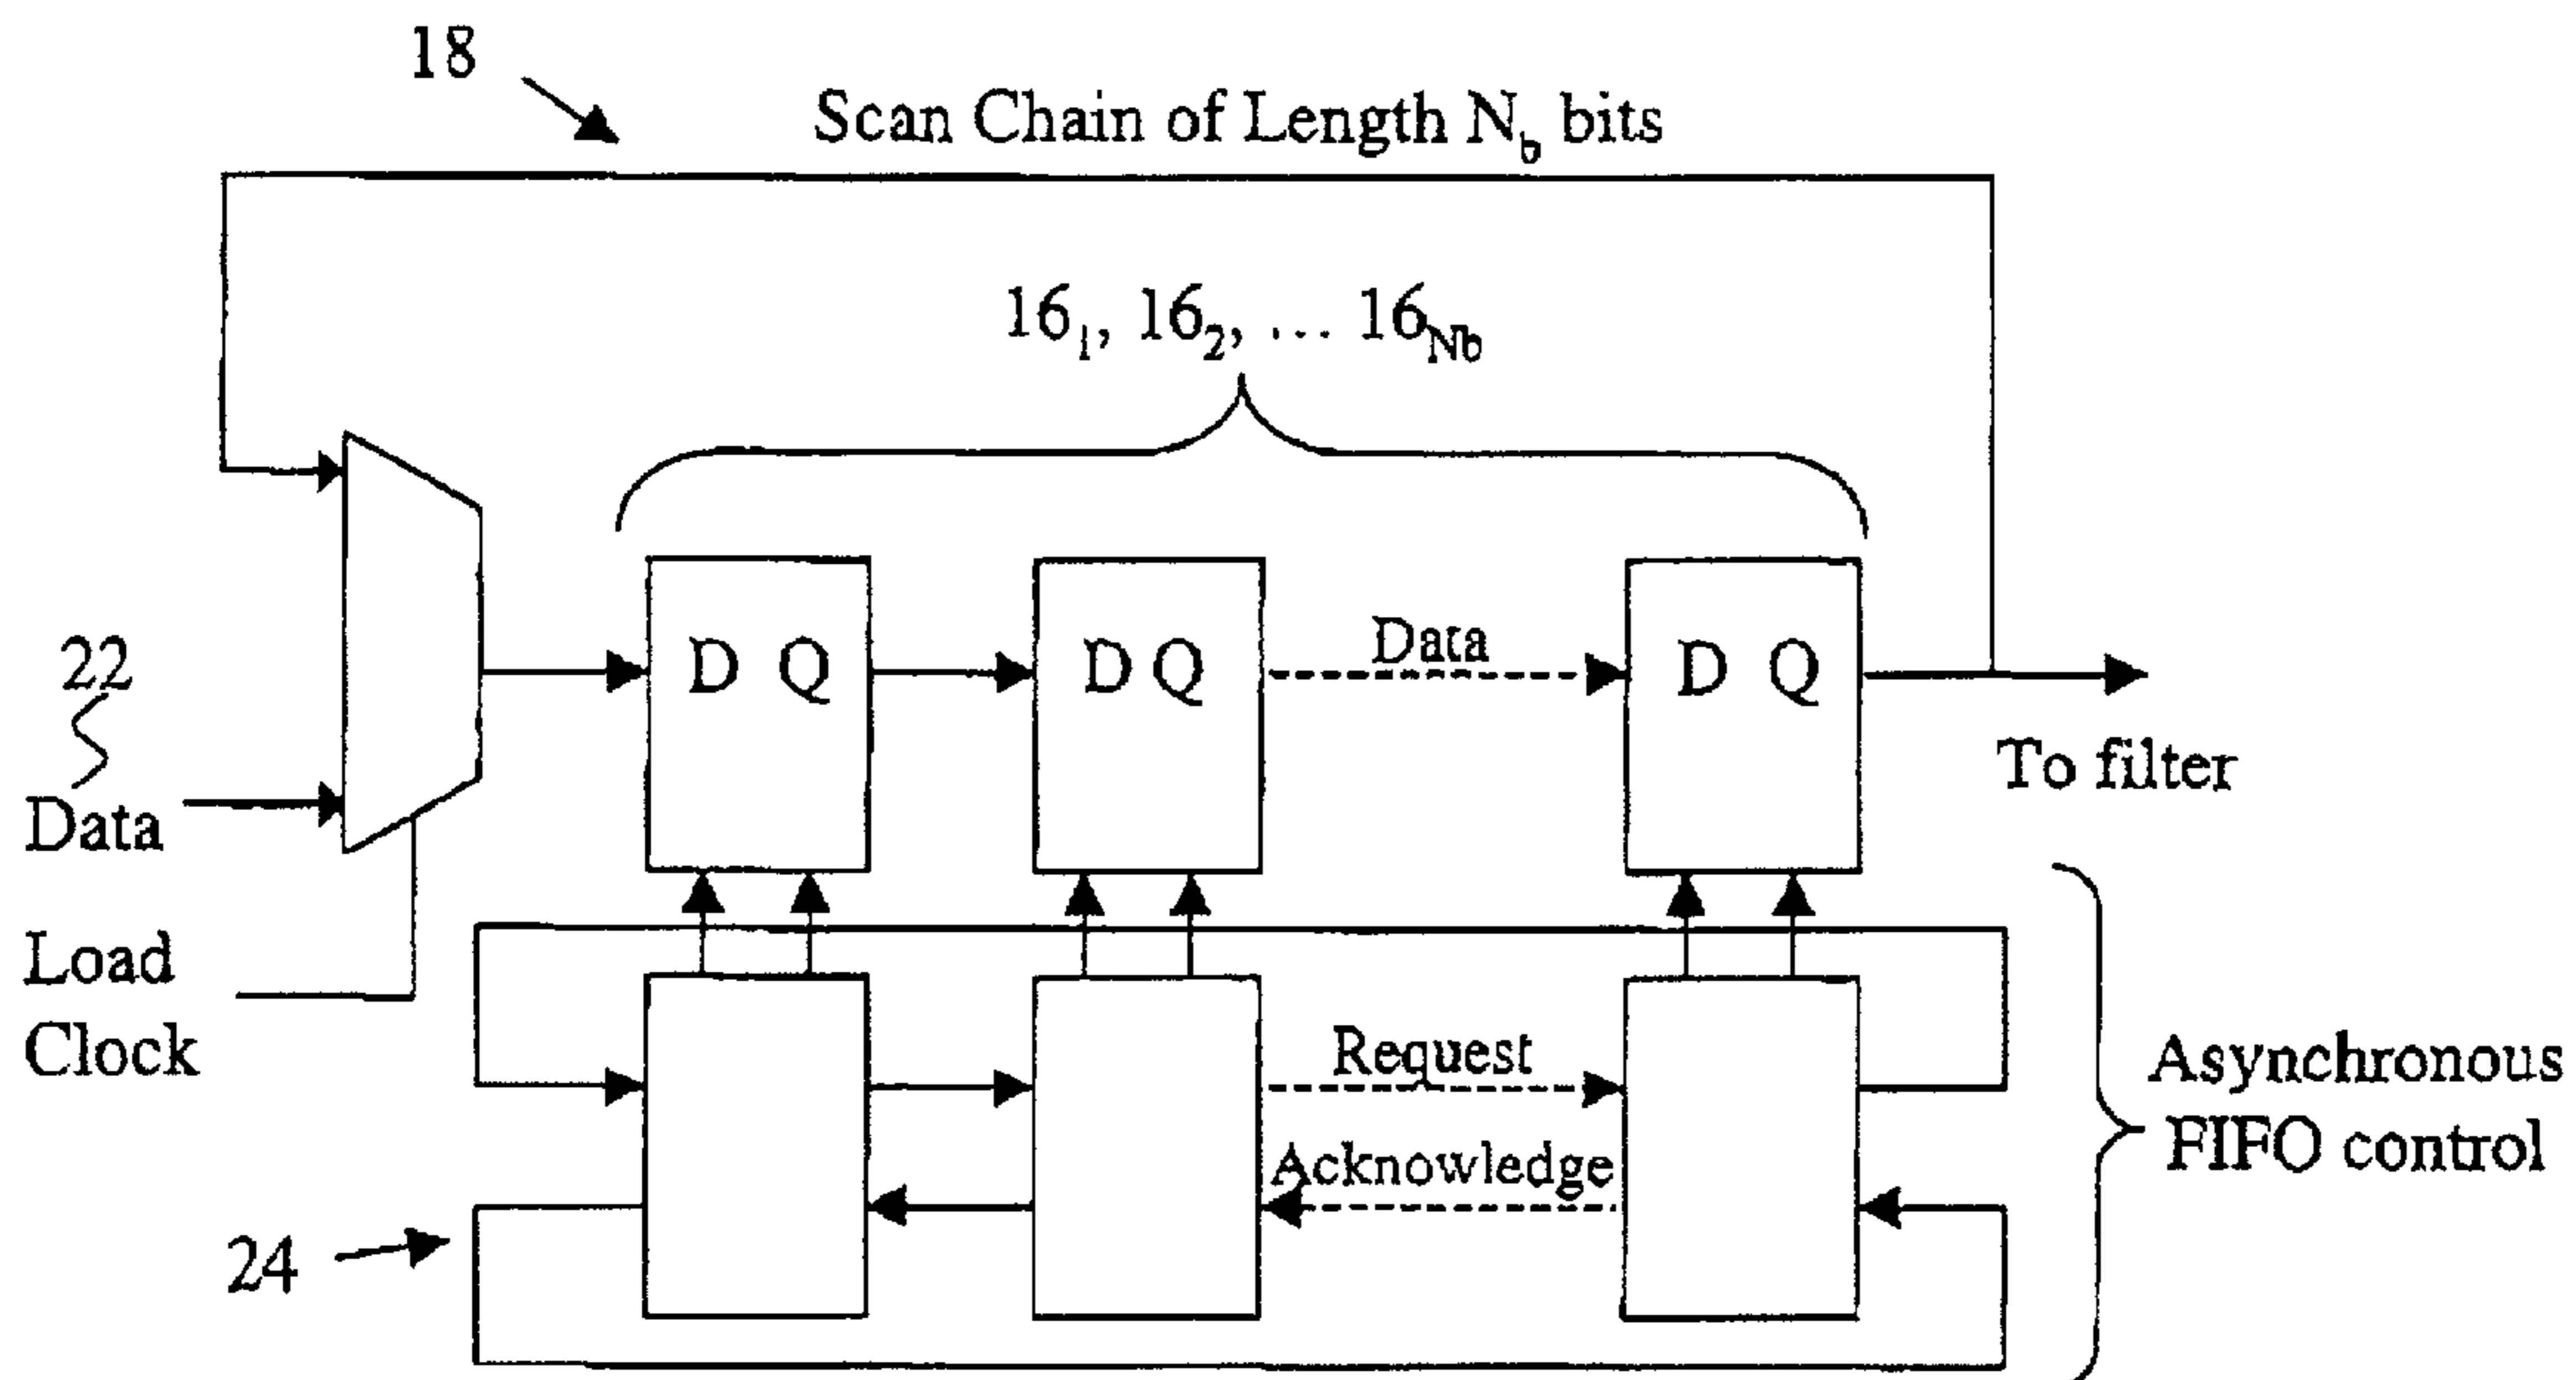 18
Scan Chain of Length N_b bits
16_1, 16_2, ... 16_Nb
22
Data
Load
Clock
D Q
D Q
Data
D Q
To filter
Request
Acknowledge
24
Asynchronous
FIFO control